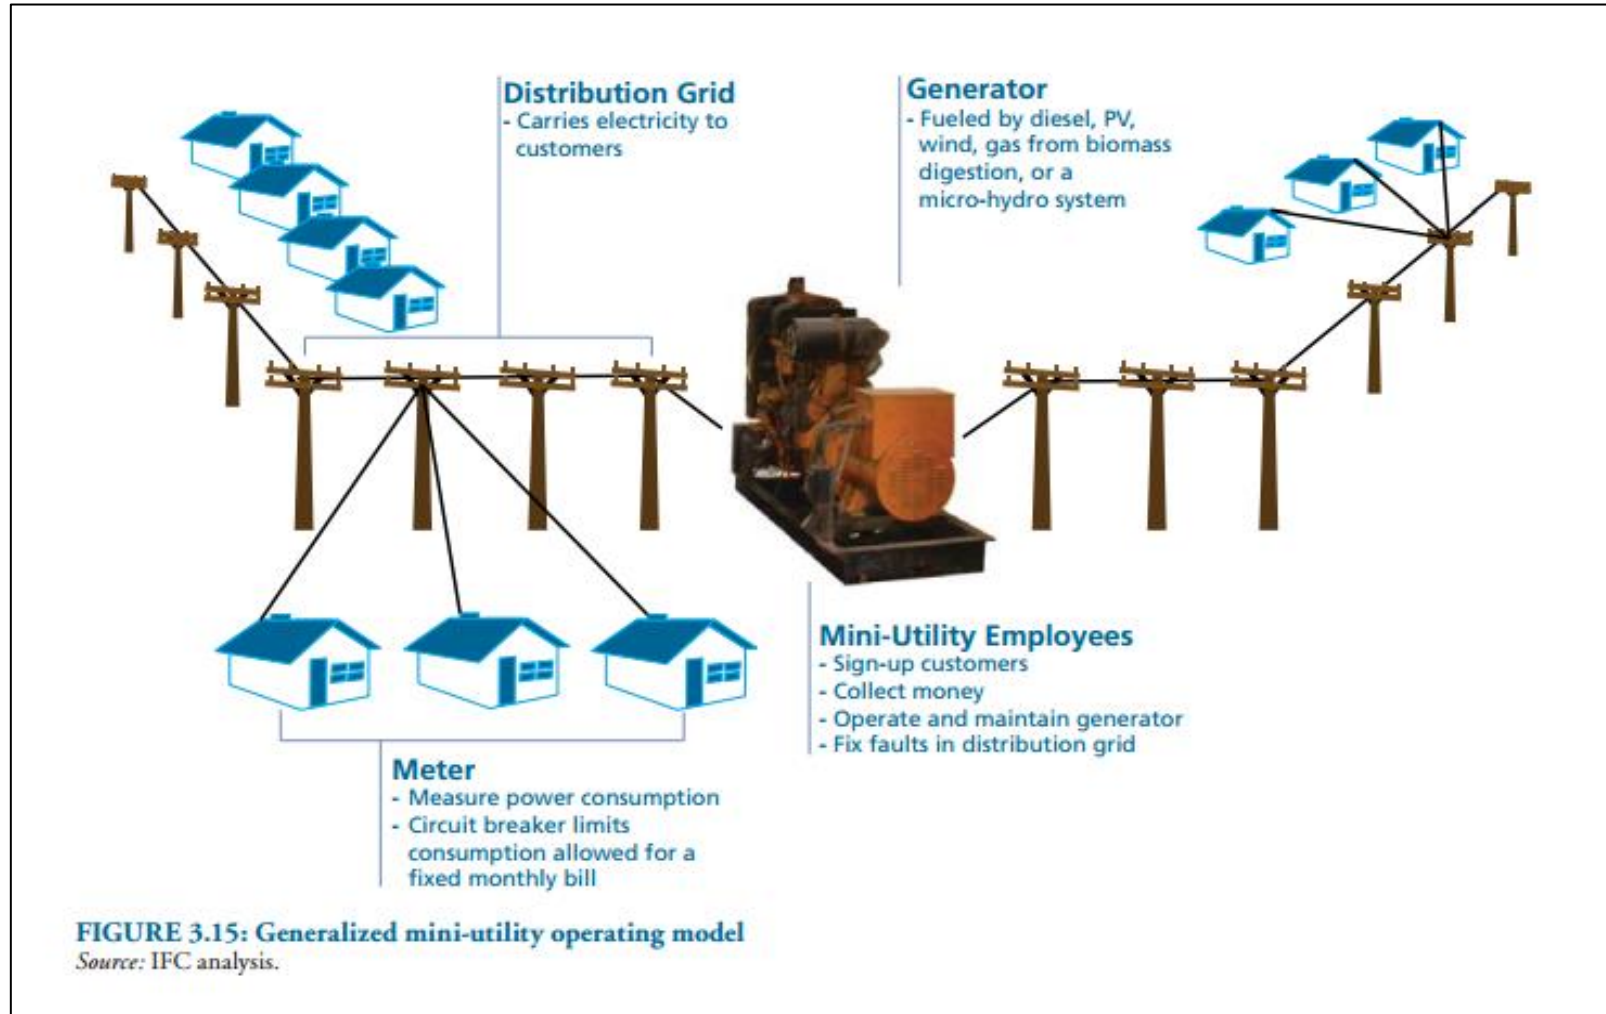 Distribution Grid
- Carries electricity to
customers
Generator
- Fueled by diesel, PV,
wind, gas from biomass
digestion, or a
micro-hydro system
Mini-Utility Employees
- Sign-up customers
- Collect money
- Operate and maintain generator
- Fix faults in distribution grid
Meter
- Measure power consumption
- Circuit breaker limits
consumption allowed for a
fixed monthly bill
FIGURE 3.15: Generalized mini-utility operating model
Source: IFC analysis.